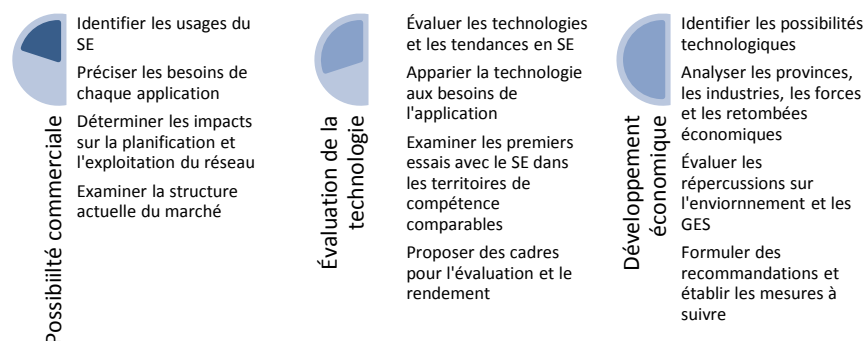 Possibiilté commerciale
Identifier les usages du
SE
Préciser les besoins de
chaque application
Déterminer les impacts
sur la planification et
l'exploitation du réseau
Examiner la structure
actuelle du marché
Évaluation de la
technologie
Évaluer les technologies
et les tendances en SE
Apparier la technologie
aux besoins de
l'application
Examiner les premiers
essais avec le SE dans
les territoires de
compétence
comparables
Proposer des cadres
pour l'évaluation et le
rendement
Développement
économique
Identifier les possibilités
technologiques
Analyser les provinces,
les industries, les forces
et les retombées
économiques
Évaluer les
répercussions sur
l'enviornnement et les
GES
Formuler des
recommandations et
établir les mesures à
suivre